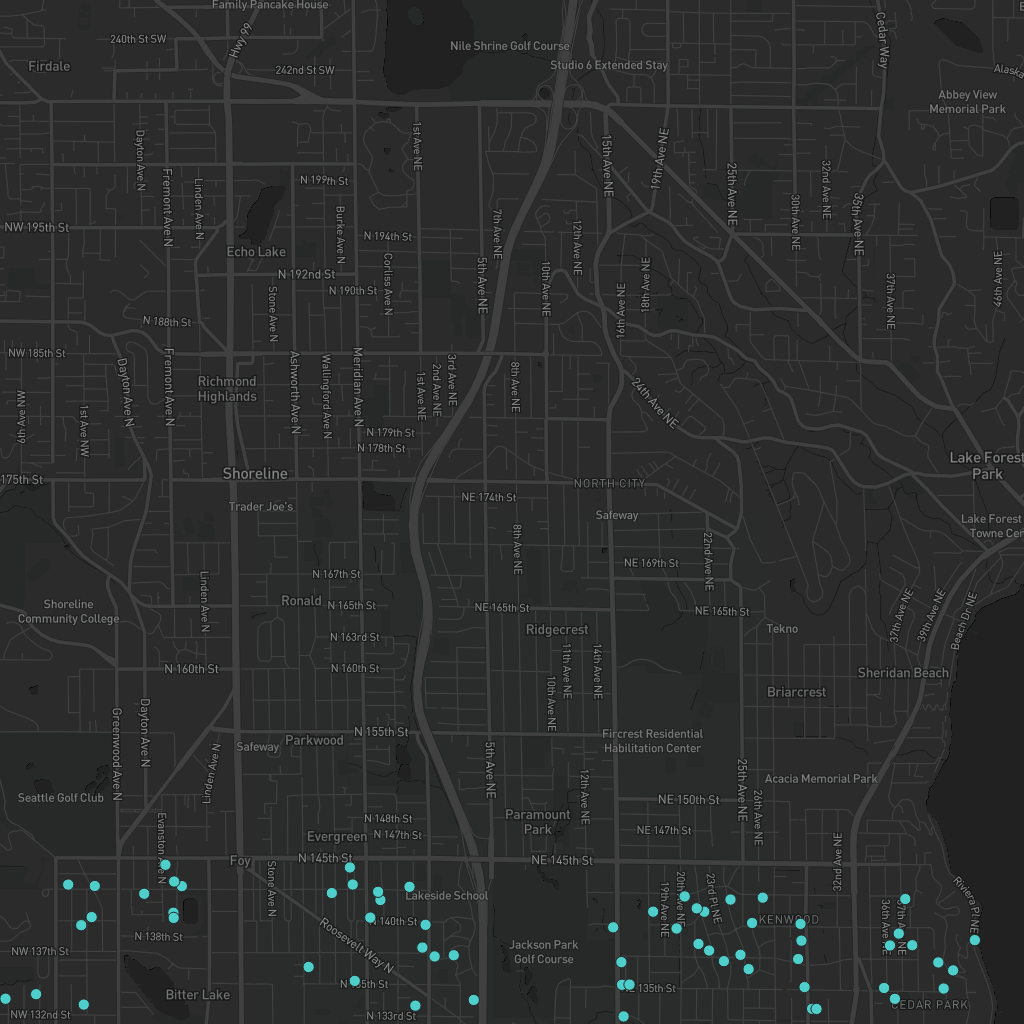 Family Pancake House
240th St SW
Hwy 99
Cedar Way
Nile Shrine Golf Course
Firdale
242nd St SW
Studio 6 Extended Stay
Alaska
Abbey View
Memorial Park
Dayton Ave N
1st Ave NE
15th Ave NE
19th Ave NE
Fremont Ave N
Linden Ave N
N 199th St
25th Ave NE
32nd Ave NE
30th Ave NE
35th Ave NE
NW 195th St
Burke Ave N
N 194th St
7th Ave NE
12th Ave NE
Echo Lake
Corliss Ave N
N 192nd St
5th Ave NE
10th Ave NE
18th Ave NE
46th Ave NE
N 190th St
Stone Ave N
16th Ave NE
37th Ave NE
N 188th St
NW 185th St
Dayton Ave N
Fremont Ave N
Richmond
Highlands
Ashworth Ave N
Wallingford Ave N
Meridian Ave N
1st Ave NE
2nd Ave NE
3rd Ave NE
8th Ave NE
24th Ave NE
6th Ave NW
1st Ave NW
N 179th St
N 178th St
175th St
Shoreline
NORTH CITY
Lake Forest
Park
NE 174th St
Trader Joe's
Safeway
Lake Forest
Towne Cen
8th Ave NE
22nd Ave NE
NE 169th St
N 167th St
Linden Ave N
Shoreline
Community College
Ronald
N 165th St
NE 165th St
NE 165th St
37th Ave NE
39th Ave NE
Beach Dr NE
Ridgecrest
Tekno
N 163rd St
N 160th St
N 160th St
11th Ave NE
14th Ave NE
10th Ave NE
Sheridan Beach
Briarcrest
Greenwood Ave N
Dayton Ave N
N 155th St
Parkwood
Safeway
Linden Ave N
Fircrest Residential
Habilitation Center
5th Ave NE
12th Ave NE
25th Ave NE
26th Ave NE
Acacia Memorial Park
Seattle Golf Club
NE 150th St
Evanston Ave N
N 148th St
N 147th St
Evergreen
Paramount
Park
NE 147th St
32nd Ave NE
Foy
N 145th St
NE 145th St
Stone Ave N
Lakeside School
19th Ave NE
20th Ave NE
23rd Pl NE
Riviera Pl NE
36th Ave NE
37th Ave NE
KENWOOD
N 140th St
N 138th St
Roosevelt Way N
NW 137th St
Jackson Park
Golf Course
N 135th St
NE 135th St
Bitter Lake
CEDAR PARK
NW 132nd St
N 133rd St